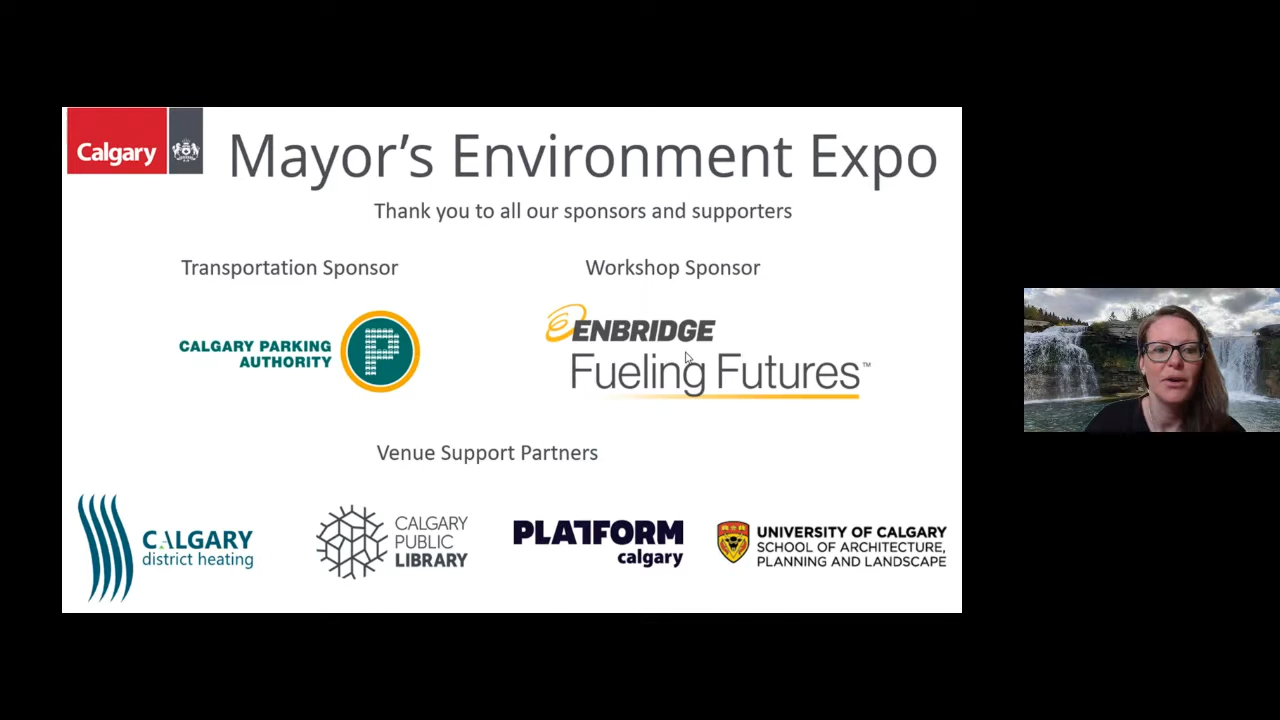 Calgary
Mayor's Environment Expo
Thank you to all our sponsors and supporters
Transportation Sponsor
Workshop Sponsor
CALGARY PARKING
AUTHORITY
P
ENBRIDGE
Fueling Futures™
Venue Support Partners
CALGARY
district heating
CALGARY
PUBLIC
LIBRARY
PLATFORM
calgary
UNIVERSITY OF CALGARY
SCHOOL OF ARCHITECTURE,
PLANNING AND LANDSCAPE